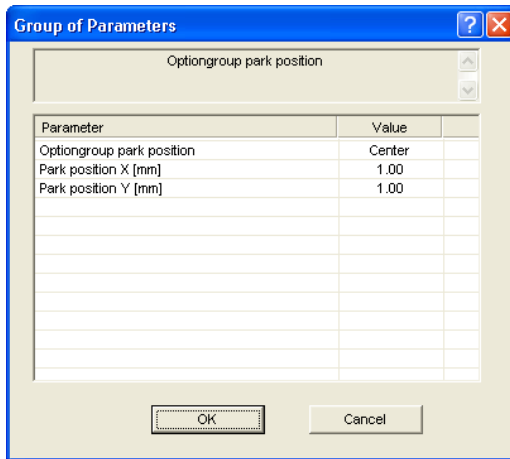 Group of Parameters
Optiongroup park position
Parameter Value
Optiongroup park position Center
Park position X [mm] 1.00
Park position Y [mm] 1.00
OK Cancel